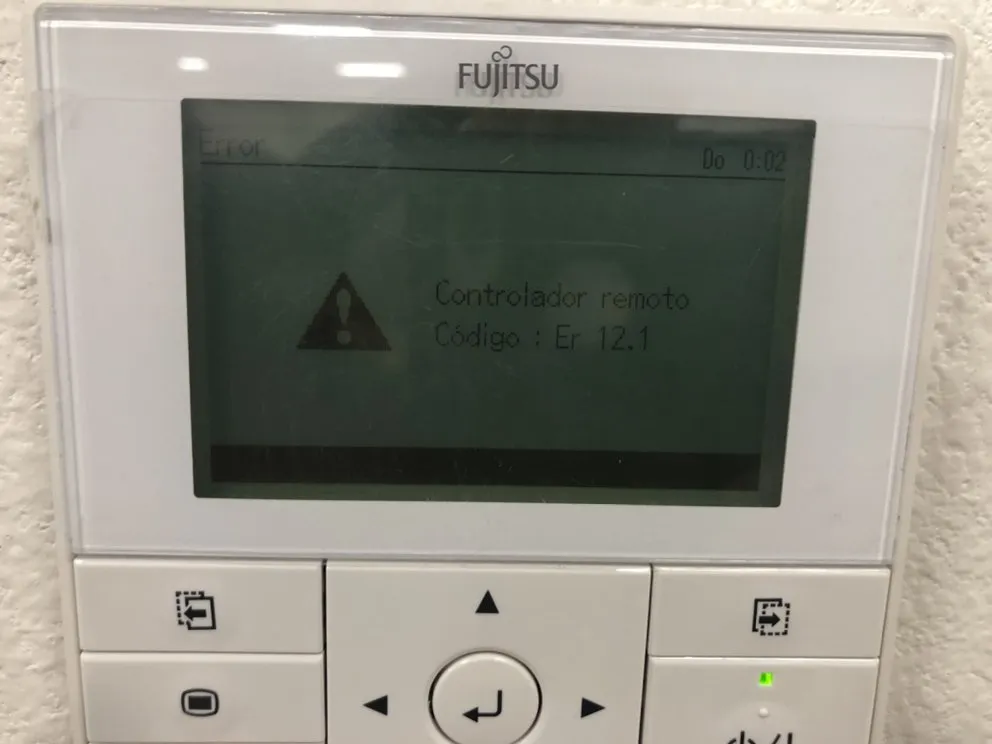 FUJITSU
Error
Do 0:02
Controlador remoto
Código : Er 12.1